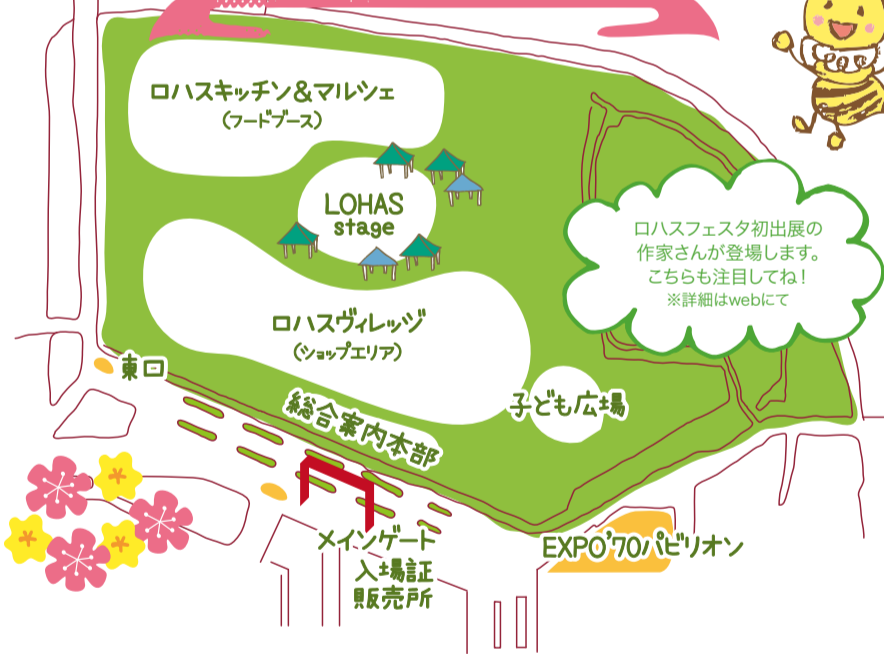 ロハスキッチン&マルシェ
(フードブース)
LOHAS
stage
ロハスフェスタ初出展の
作家さんが登場します。
こちらも注目してね!
※詳細はwebにて
ロハスヴィレッジ
(ショップエリア)
東口
子ども広場
総合案内本部
メインゲート
入場証
販売所
EXPO'70パビリオン